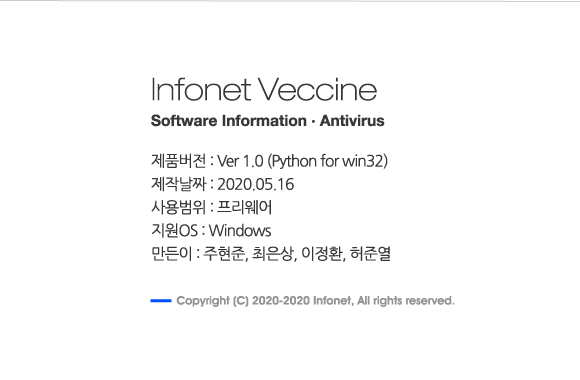 Infonet Veccine
Software Information · Antivirus
제품버전 : Ver 1.0 (Python for win32)
제작날짜 : 2020.05.16
사용범위 : 프리웨어
지원OS : Windows
만든이 : 주현준, 최은상, 이정환, 허준열
Copyright (C) 2020-2020 Infonet, All rights reserved.